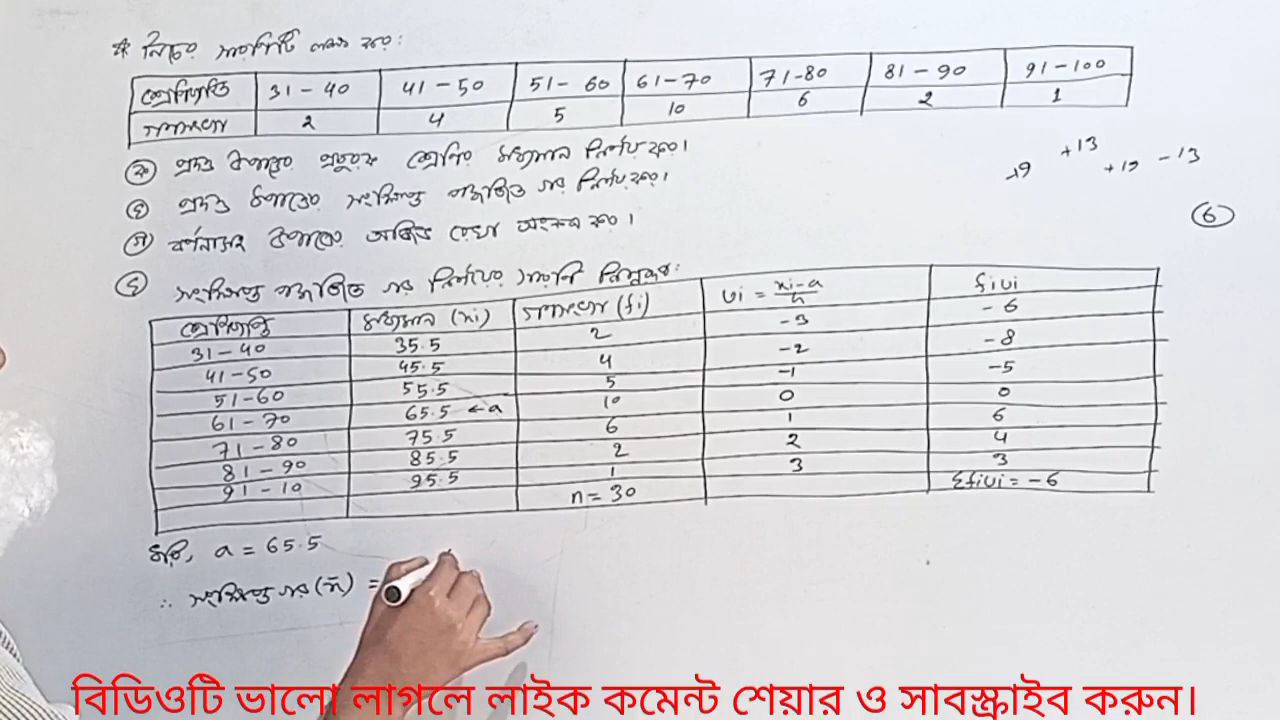 * নিচের সারণিটি লক্ষ কর:
শ্রেণিব্যাপ্তি 31-40 41-50 51-60 61-70 71-80 81-90 91-100
গণসংখ্যা 2 4 5 10 6 2 1
ক প্রদত্ত উপাত্তের প্রচুরক শ্রেণির মধ্যমান নির্ণয় কর।
খ প্রদত্ত উপাত্তের সংক্ষিপ্ত পদ্ধতিতে গড় নির্ণয় কর।
গ বর্ণনাসহ উপাত্তের অজিভ রেখা অংকন কর।
+13
+19 -13
6
খ সংক্ষিপ্ত পদ্ধতিতে গড় নির্ণয়ের সারণি নিম্নরূপ:
শ্রেণিব্যাপ্তি মধ্যমান (xi) গণসংখ্যা (fi) ui = xi-a/h fiui
31-40 35.5 2 -3 -6
41-50 45.5 4 -2 -8
51-60 55.5 5 -1 -5
61-70 65.5 ←a 10 0 0
71-80 75.5 6 1 6
81-90 85.5 2 2 4
91-10 95.5 1 3 3
n=30 Σfiui = -6
ধরি, a = 65.5
∴ সংক্ষিপ্ত গড় (x̄) =
বিডিওটি ভালো লাগলে লাইক কমেন্ট শেয়ার ও সাবস্ক্রাইব করুন।